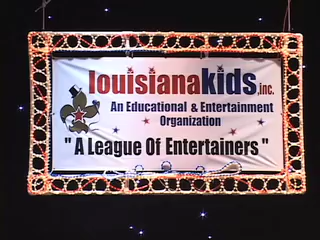 louisianakids,inc.
An Educational & Entertainment
Organization
"A League Of Entertainers"